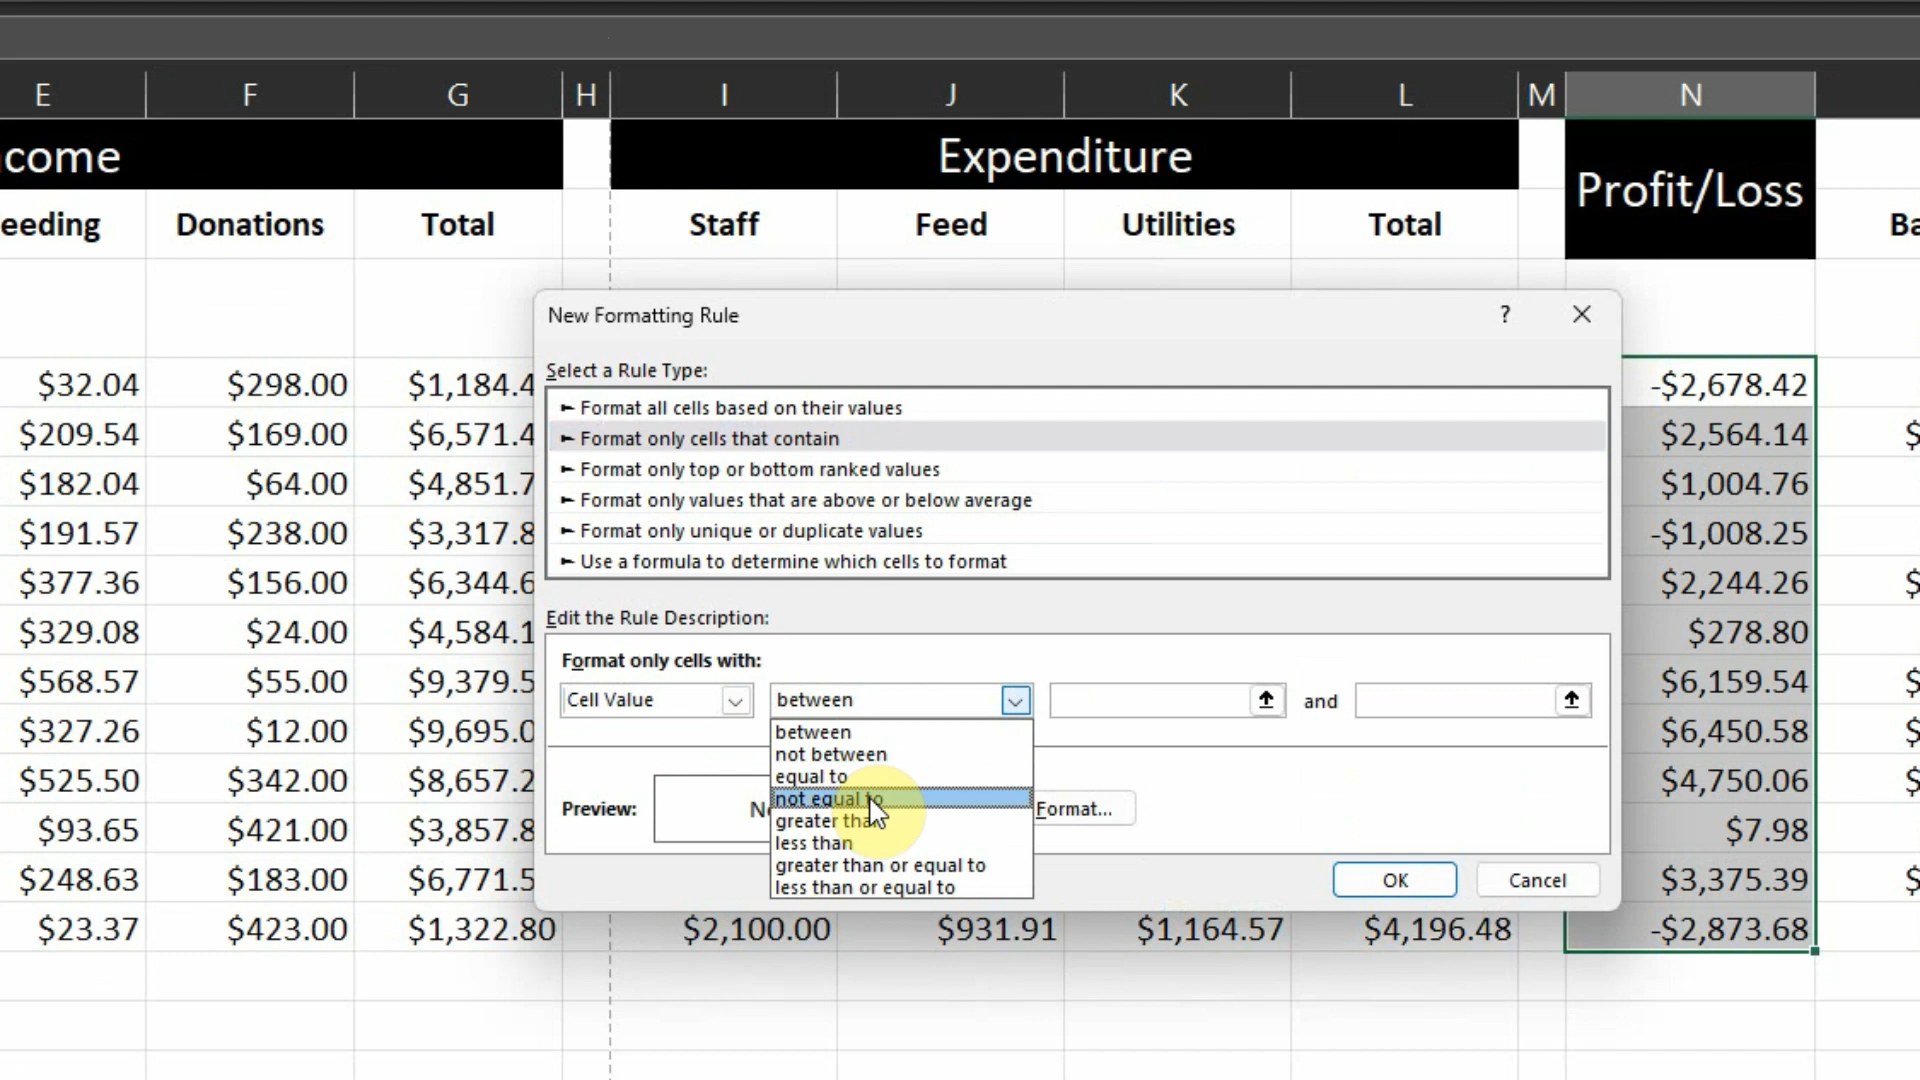 E F G H I J K L M N
ncome Expenditure Profit/Loss
eeding Donations Total Staff Feed Utilities Total Ba
New Formatting Rule ?
Select a Rule Type:
► Format all cells based on their values
► Format only cells that contain
► Format only top or bottom ranked values
► Format only values that are above or below average
► Format only unique or duplicate values
► Use a formula to determine which cells to format
Edit the Rule Description:
Format only cells with:
Cell Value between and
between
not between
equal to
not equal to
greater than
less than
greater than or equal to
less than or equal to
Preview: Format...
OK Cancel
$32.04 $298.00 $1,184.4 -$2,678.42
$209.54 $169.00 $6,571.4 $2,564.14 $
$182.04 $64.00 $4,851.7 $1,004.76
$191.57 $238.00 $3,317.8 -$1,008.25
$377.36 $156.00 $6,344.6 $2,244.26 $
$329.08 $24.00 $4,584.1 $278.80
$568.57 $55.00 $9,379.5 $6,159.54 $
$327.26 $12.00 $9,695.0 $6,450.58 $
$525.50 $342.00 $8,657.2 $4,750.06 $
$93.65 $421.00 $3,857.8 $7.98
$248.63 $183.00 $6,771.5 $3,375.39 $
$23.37 $423.00 $1,322.80 $2,100.00 $931.91 $1,164.57 $4,196.48 -$2,873.68